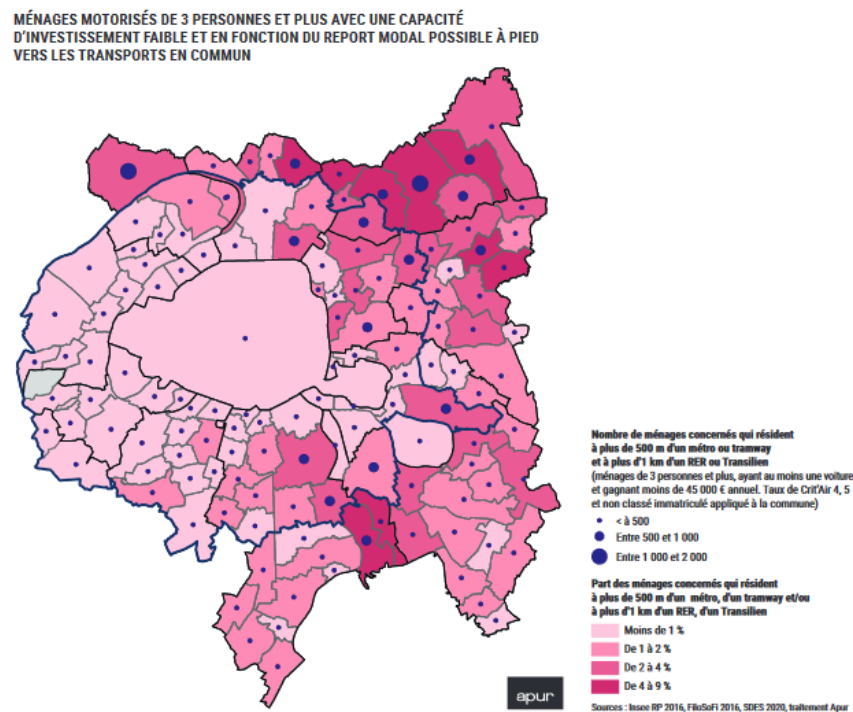 MÉNAGES MOTORISÉS DE 3 PERSONNES ET PLUS AVEC UNE CAPACITÉ
D'INVESTISSEMENT FAIBLE ET EN FONCTION DU REPORT MODAL POSSIBLE À PIED
VERS LES TRANSPORTS EN COMMUN
Nombre de ménages concernés qui résident
à plus de 500 m d'un métro ou tramway
et à plus d'1 km d'un RER ou Transilien
(ménages de 3 personnes et plus, ayant au moins une voiture
et gagnant moins de 45 000 € annuel. Taux de Crit'Air 4, 5
et non classé immatriculé appliqué à la commune)
< à 500
Entre 500 et 1 000
Entre 1 000 et 2 000
Part des ménages concernés qui résident
à plus de 500 m d'un métro, d'un tramway et/ou
à plus d'1 km d'un RER, d'un Transilien
Moins de 1 %
De 1 à 2 %
De 2 à 4 %
De 4 à 9 %
apur
Sources : Insee RP 2016, FiloSoFi 2016, SDES 2020, traitement Apur